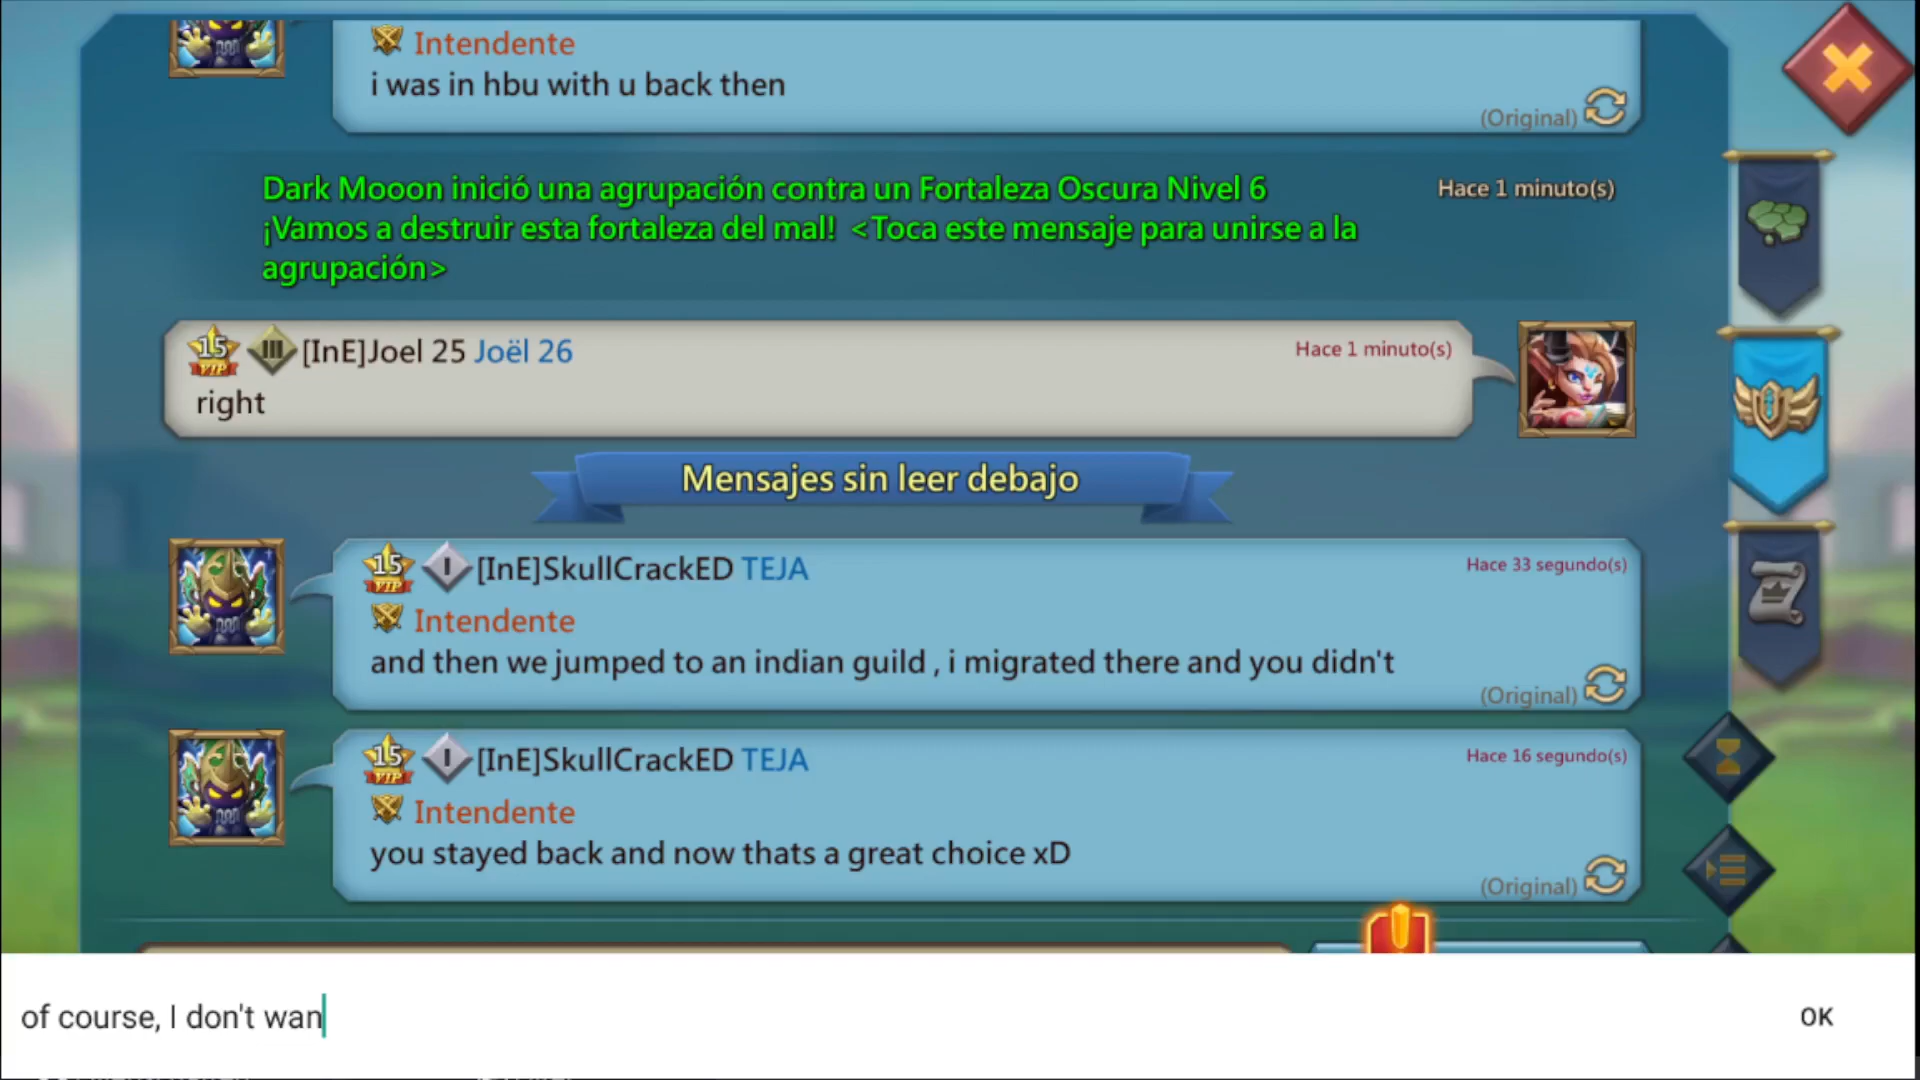 Intendente
i was in hbu with u back then
(Original)
Dark Mooon inició una agrupación contra un Fortaleza Oscura Nivel 6
Hace 1 minuto(s)
¡Vamos a destruir esta fortaleza del mal! <Toca este mensaje para unirse a la
agrupación>
15 VIP III [InE]Joel 25 Joël 26
Hace 1 minuto(s)
right
Mensajes sin leer debajo
15 VIP I [InE]SkullCrackED TEJA
Hace 33 segundo(s)
Intendente
and then we jumped to an indian guild , i migrated there and you didn't
(Original)
15 VIP I [InE]SkullCrackED TEJA
Hace 16 segundo(s)
Intendente
you stayed back and now thats a great choice xD
(Original)
of course, I don't wan
OK